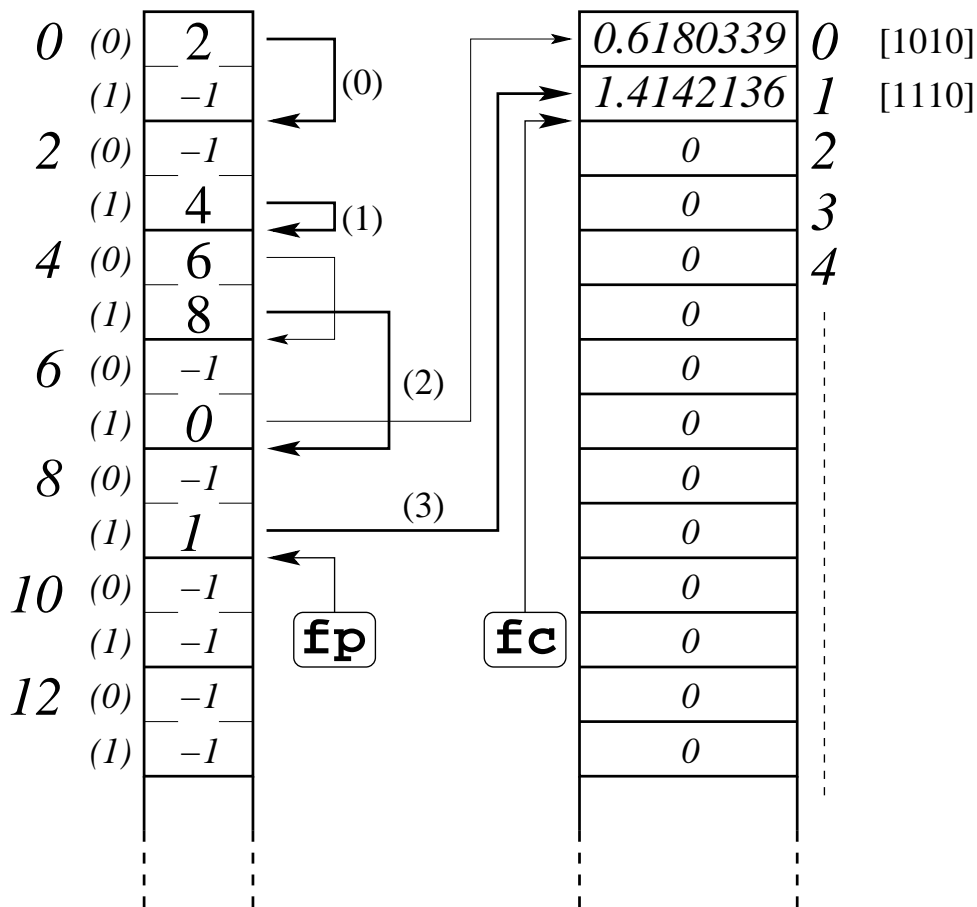 0 (0) 2 0.6180339 0 [1010]
(1) –1 (0) 1.4142136 1 [1110]
2 (0) –1 0 2
(1) 4 (1) 0 3
4 (0) 6 0 4
(1) 8 0
6 (0) –1 (2) 0
(1) 0 0
8 (0) –1 0
(1) 1 (3) 0
10 (0) –1 0
(1) –1 fp fc 0
12 (0) –1 0
(1) –1 0